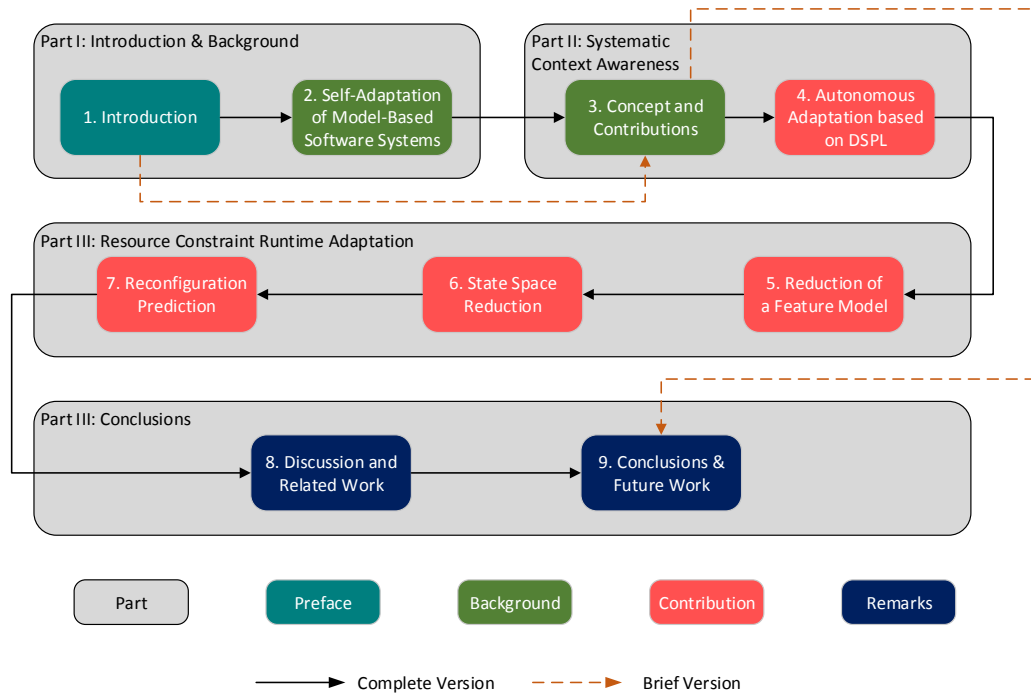 Part I: Introduction & Background
1. Introduction
2. Self-Adaptation
of Model-Based
Software Systems
Part II: Systematic
Context Awareness
3. Concept and
Contributions
4. Autonomous
Adaptation based
on DSPL
Part III: Resource Constraint Runtime Adaptation
7. Reconfiguration
Prediction
6. State Space
Reduction
5. Reduction of
a Feature Model
Part III: Conclusions
8. Discussion and
Related Work
9. Conclusions &
Future Work
Part
Preface
Background
Contribution
Remarks
Complete Version
Brief Version